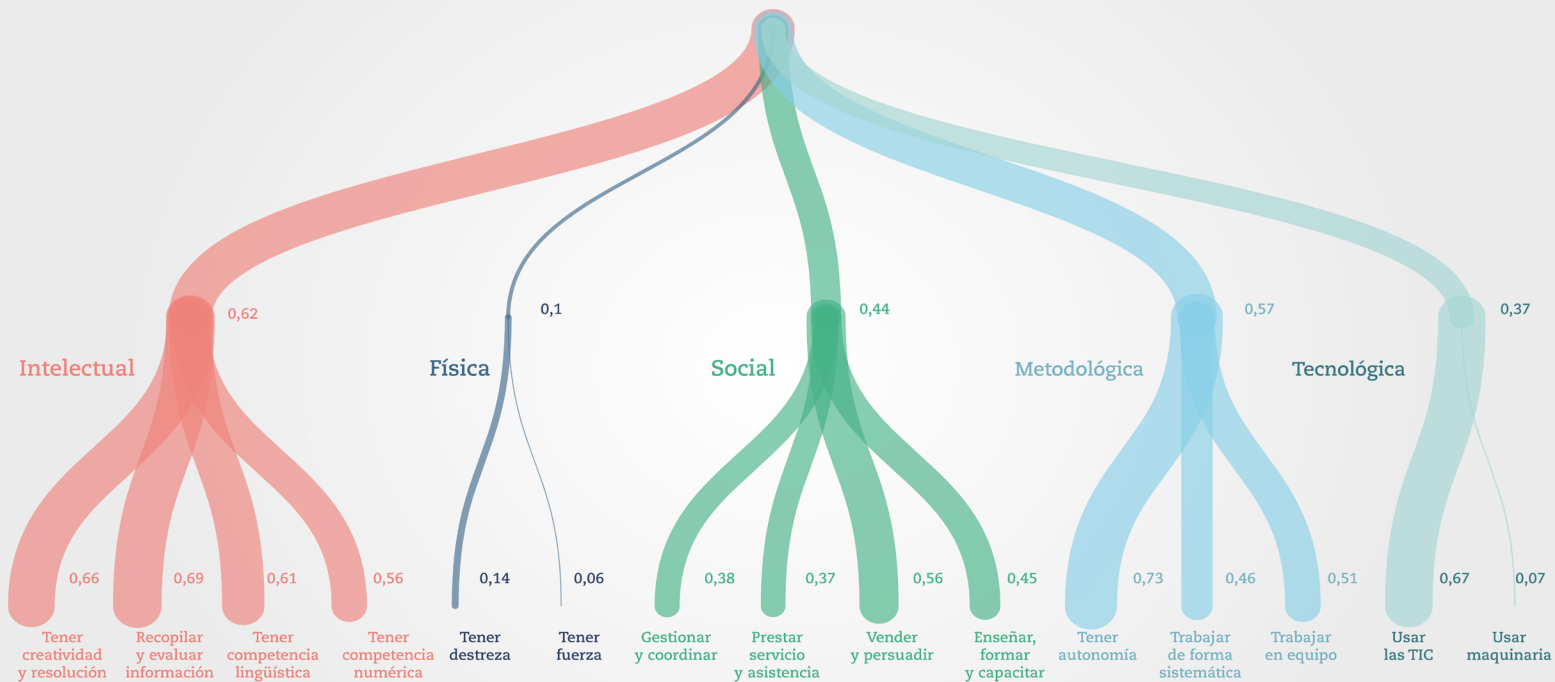 0,62
0,1
0,44
0,57
0,37
Intelectual
Física
Social
Metodológica
Tecnológica
0,66
0,69
0,61
0,56
0,14
0,06
0,38
0,37
0,56
0,45
0,73
0,46
0,51
0,67
0,07
Tener
creatividad
y resolución
Recopilar
y evaluar
información
Tener
competencia
lingüística
Tener
competencia
numérica
Tener
destreza
Tener
fuerza
Gestionar
y coordinar
Prestar
servicio
y asistencia
Vender
y persuadir
Enseñar,
formar
y capacitar
Tener
autonomía
Trabajar
de forma
sistemática
Trabajar
en equipo
Usar
las TIC
Usar
maquinaria